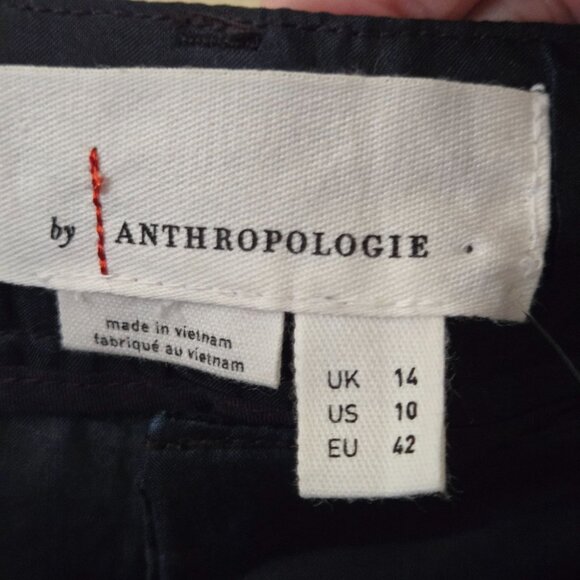 by ANTHROPOLOGIE .
made in vietnam
fabriqué au vietnam
UK 14
US 10
EU 42